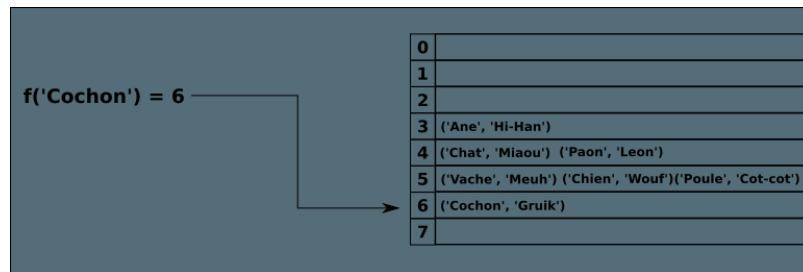 f('Cochon') = 6
0
1
2
3 ('Ane', 'Hi-Han')
4 ('Chat', 'Miaou') ('Paon', 'Leon')
5 ('Vache', 'Meuh') ('Chien', 'Wouf')('Poule', 'Cot-cot')
6 ('Cochon', 'Gruik')
7